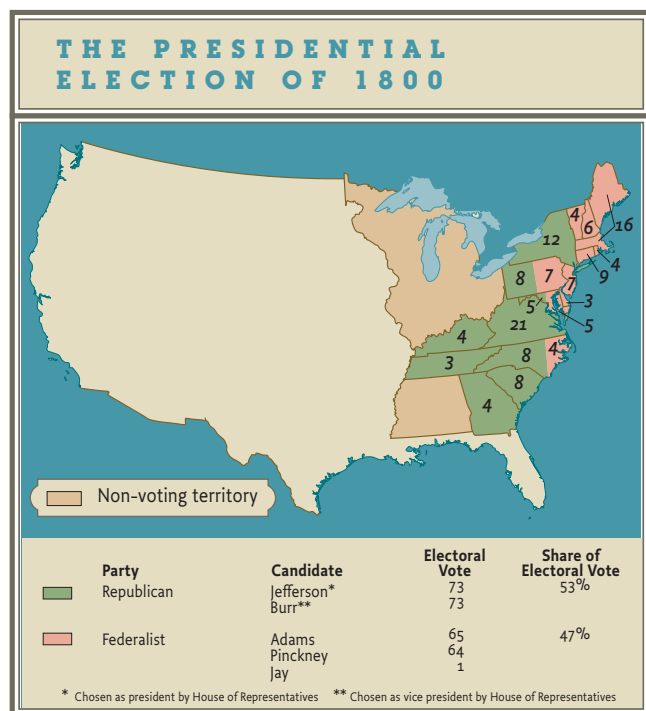 THE PRESIDENTIAL
ELECTION OF 1800
4
6
16
12
4
9
8
7
7
3
5
5
21
4
8
4
3
8
4
Non-voting territory
Party Candidate Electoral Vote Share of Electoral Vote
Republican Jefferson* 73 53%
Burr** 73
Federalist Adams 65 47%
Pinckney 64
Jay 1
* Chosen as president by House of Representatives ** Chosen as vice president by House of Representatives